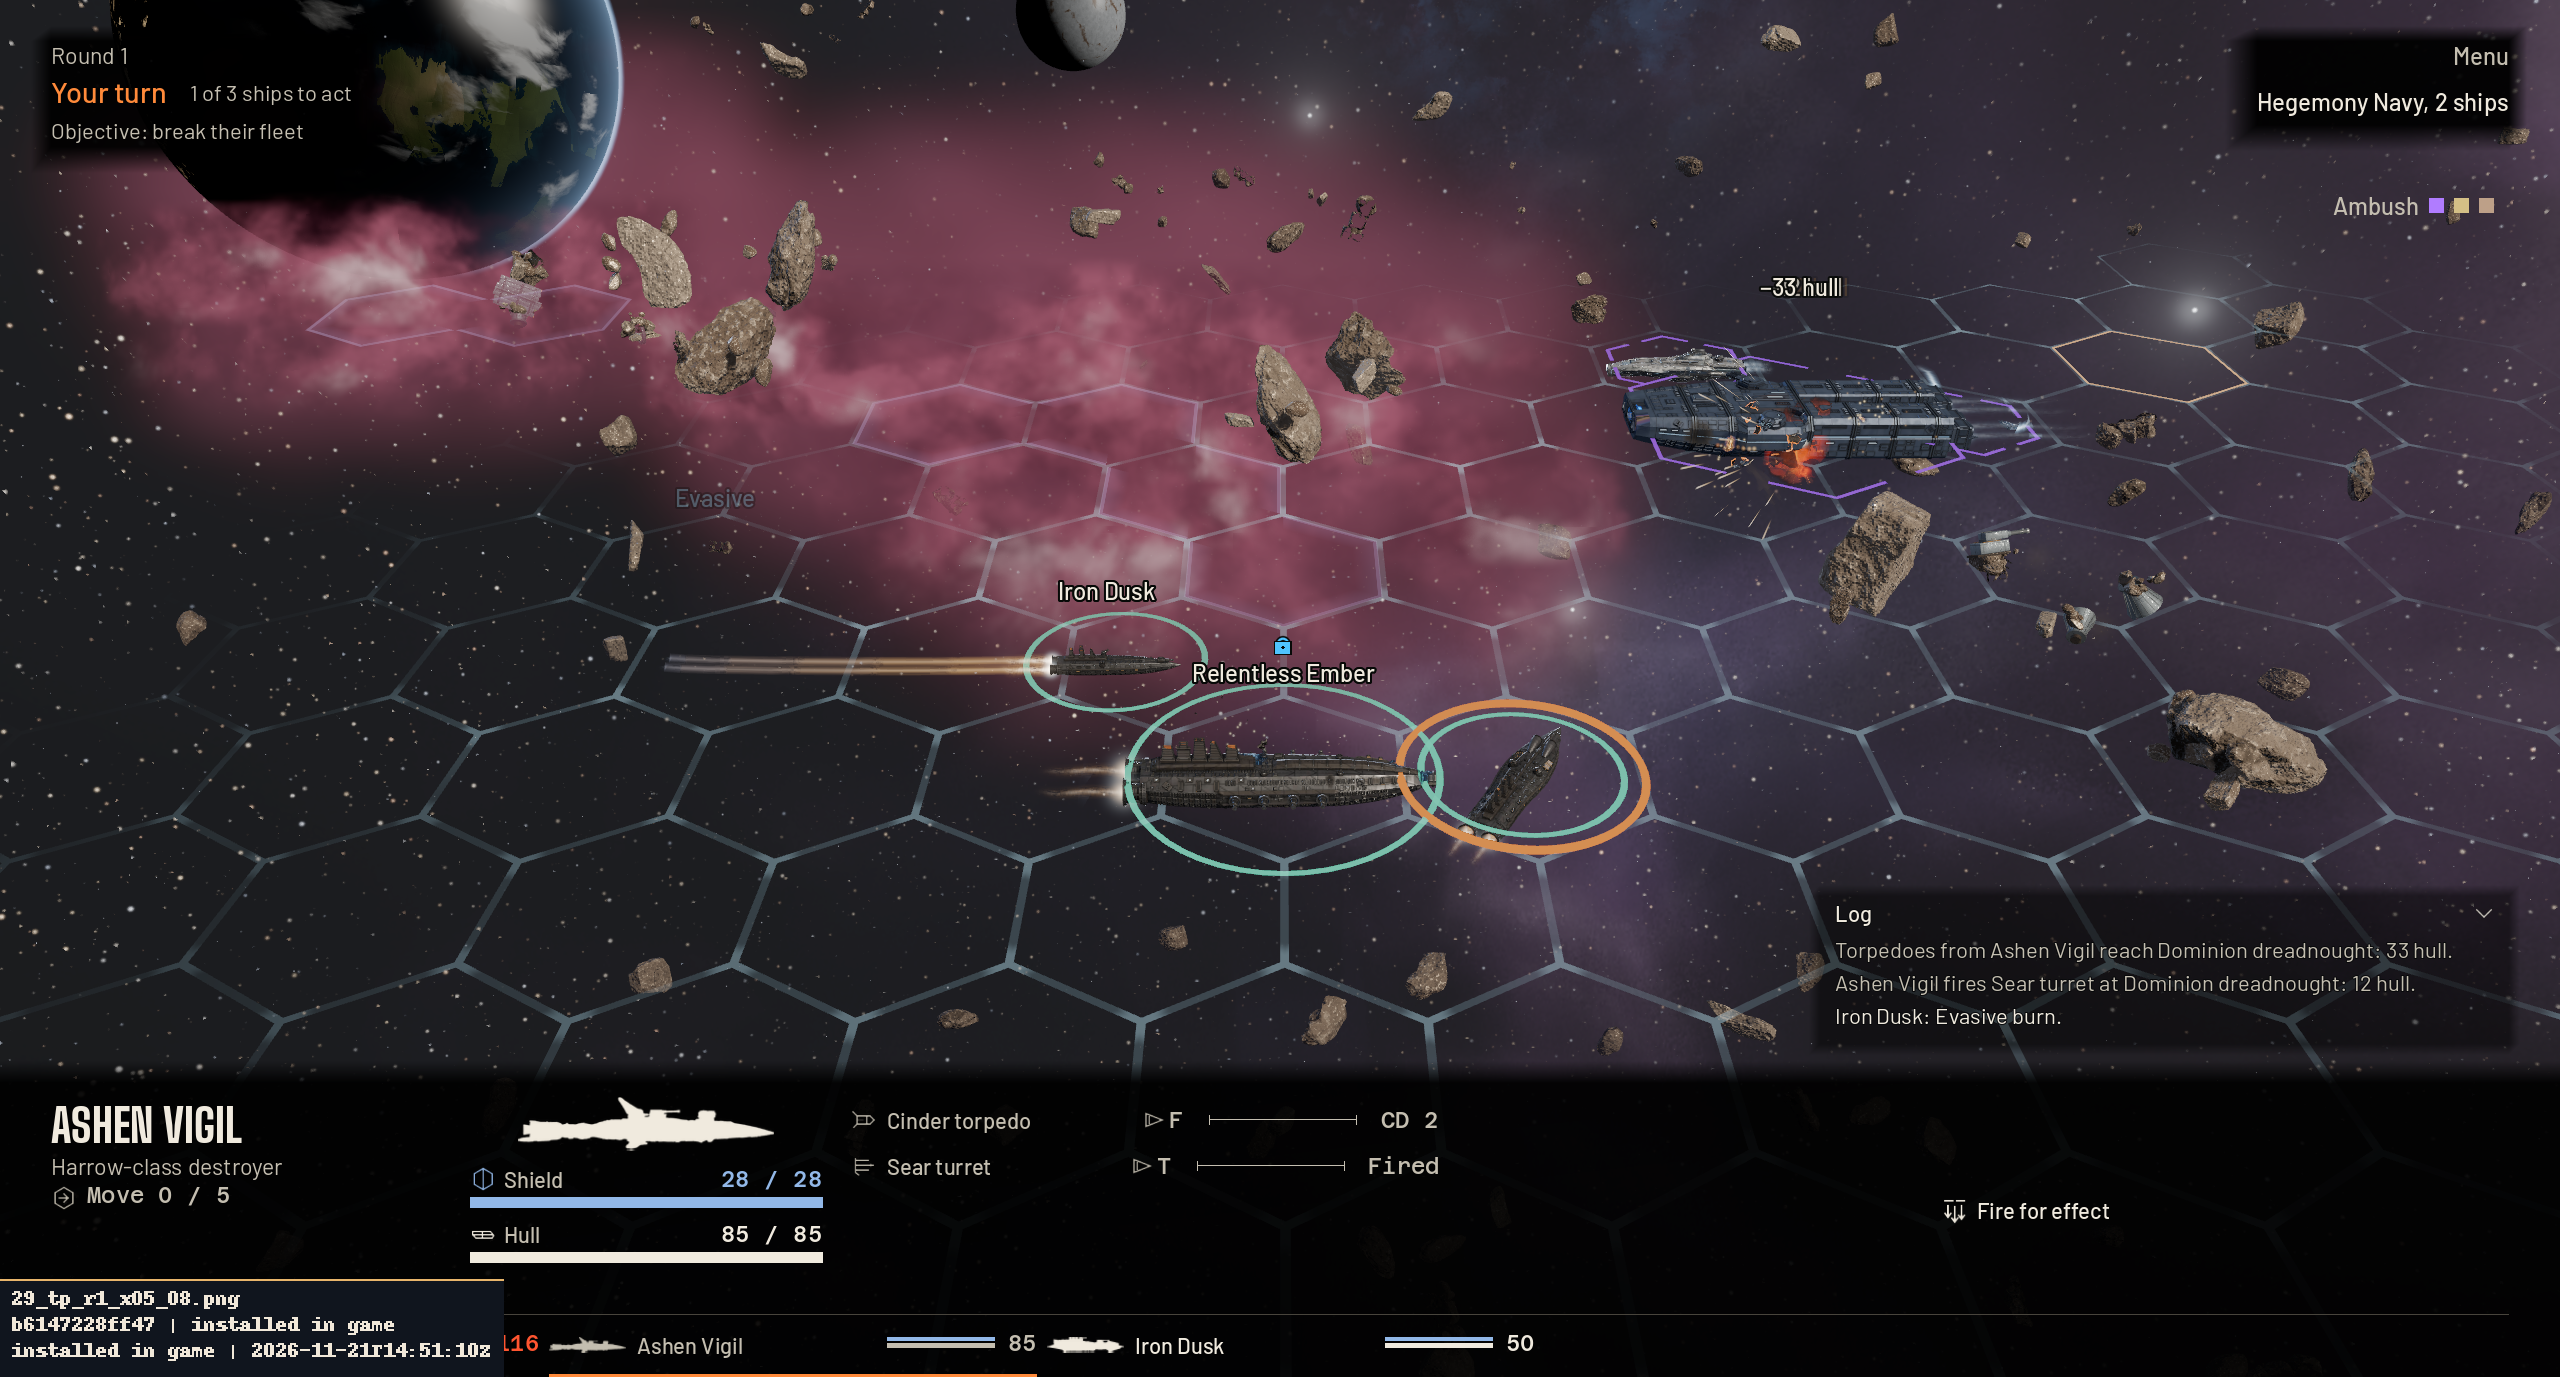 Round 1
Your turn 1 of 3 ships to act
Objective: break their fleet
Menu
Hegemony Navy, 2 ships
Ambush
hull
Evasive
Iron Dusk
Relentless Ember
Log
Torpedoes from Ashen Vigil reach Dominion dreadnought: 33 hull.
Ashen Vigil fires Sear turret at Dominion dreadnought: 12 hull.
Iron Dusk: Evasive burn.
ASHEN VIGIL
Harrow-class destroyer
Move 0 / 5
Shield 28 / 28
Hull 85 / 85
Cinder torpedo F CD 2
Sear turret T Fired
Fire for effect
29_tp_r1_x05_08.png
b6147228ff47 | installed in game
installed in game | 2026-11-21r14:51:10z
116 Ashen Vigil 85 Iron Dusk 50